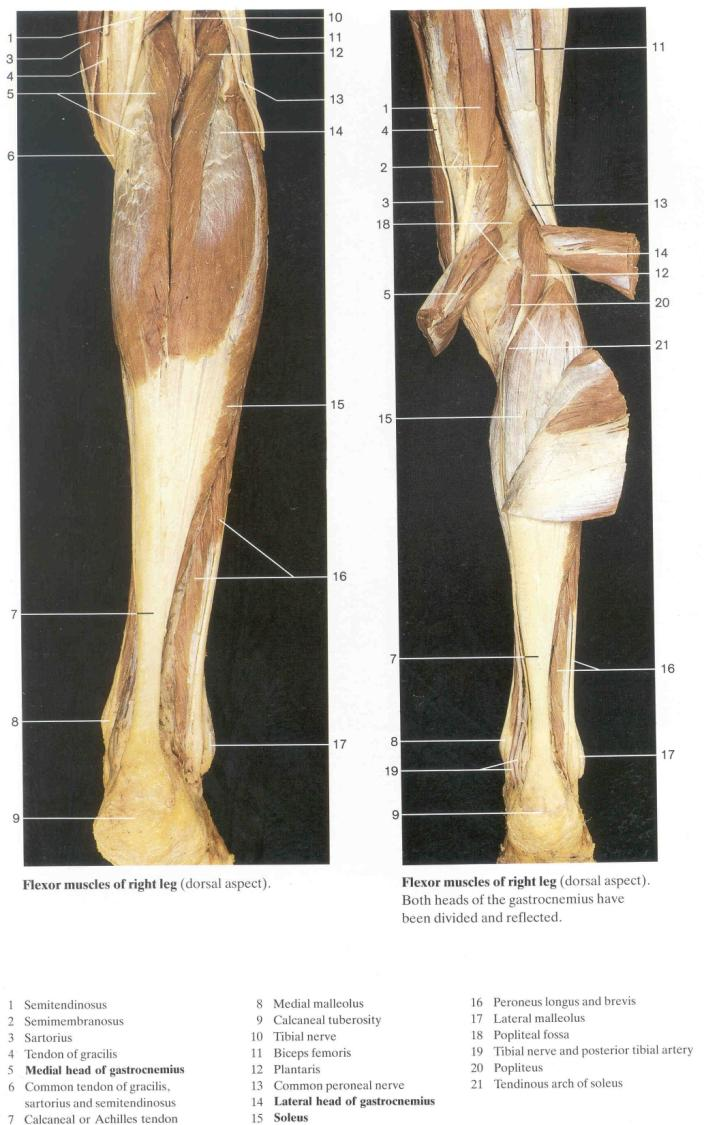 1
3
4
5
6
7
8
9
10
11
12
13
14
15
16
17
1
4
2
3
18
5
15
7
8
19
9
11
13
14
12
20
21
16
17
Flexor muscles of right leg (dorsal aspect).
Flexor muscles of right leg (dorsal aspect).
Both heads of the gastrocnemius have
been divided and reflected.
1 Semitendinosus
2 Semimembranosus
3 Sartorius
4 Tendon of gracilis
5 Medial head of gastrocnemius
6 Common tendon of gracilis,
sartorius and semitendinosus
7 Calcaneal or Achilles tendon
8 Medial malleolus
9 Calcaneal tuberosity
10 Tibial nerve
11 Biceps femoris
12 Plantaris
13 Common peroneal nerve
14 Lateral head of gastrocnemius
15 Soleus
16 Peroneus longus and brevis
17 Lateral malleolus
18 Popliteal fossa
19 Tibial nerve and posterior tibial artery
20 Popliteus
21 Tendinous arch of soleus